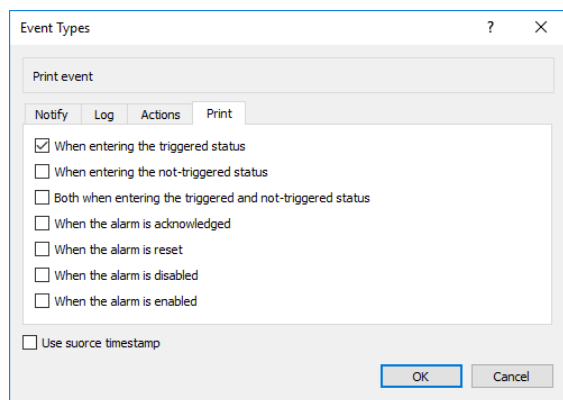 Event Types
?
Print event
Notify Log Actions Print
When entering the triggered status
When entering the not-triggered status
Both when entering the triggered and not-triggered status
When the alarm is acknowledged
When the alarm is reset
When the alarm is disabled
When the alarm is enabled
Use suorce timestamp
OK Cancel